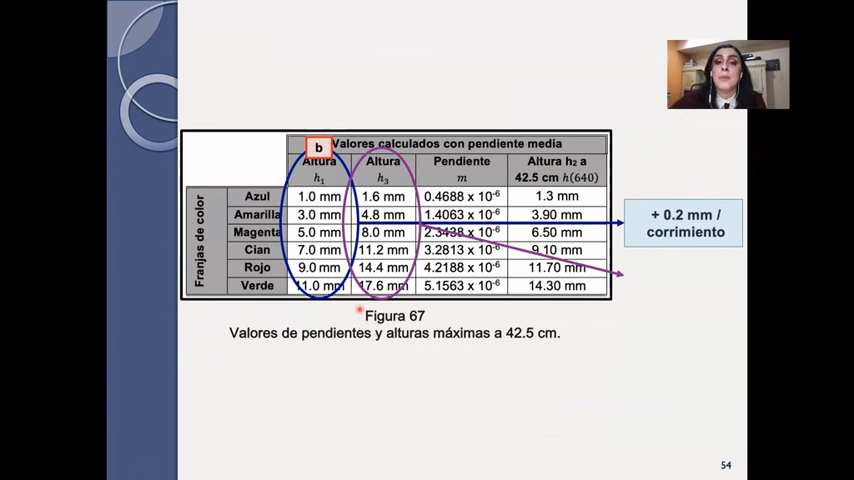 b
Valores calculados con pendiente media
Altura h₁ Altura h₃ Pendiente m Altura h₂ a 42.5 cm h(640)
Franjas de color
Azul 1.0 mm 1.6 mm 0.4688 x 10⁻⁶ 1.3 mm
Amarilla 3.0 mm 4.8 mm 1.4063 x 10⁻⁶ 3.90 mm
Magenta 5.0 mm 8.0 mm 2.3438 x 10⁻⁶ 6.50 mm
Cian 7.0 mm 11.2 mm 3.2813 x 10⁻⁶ 9.10 mm
Rojo 9.0 mm 14.4 mm 4.2188 x 10⁻⁶ 11.70 mm
Verde 11.0 mm 17.6 mm 5.1563 x 10⁻⁶ 14.30 mm
+ 0.2 mm /
corrimiento
Figura 67
Valores de pendientes y alturas máximas a 42.5 cm.
54